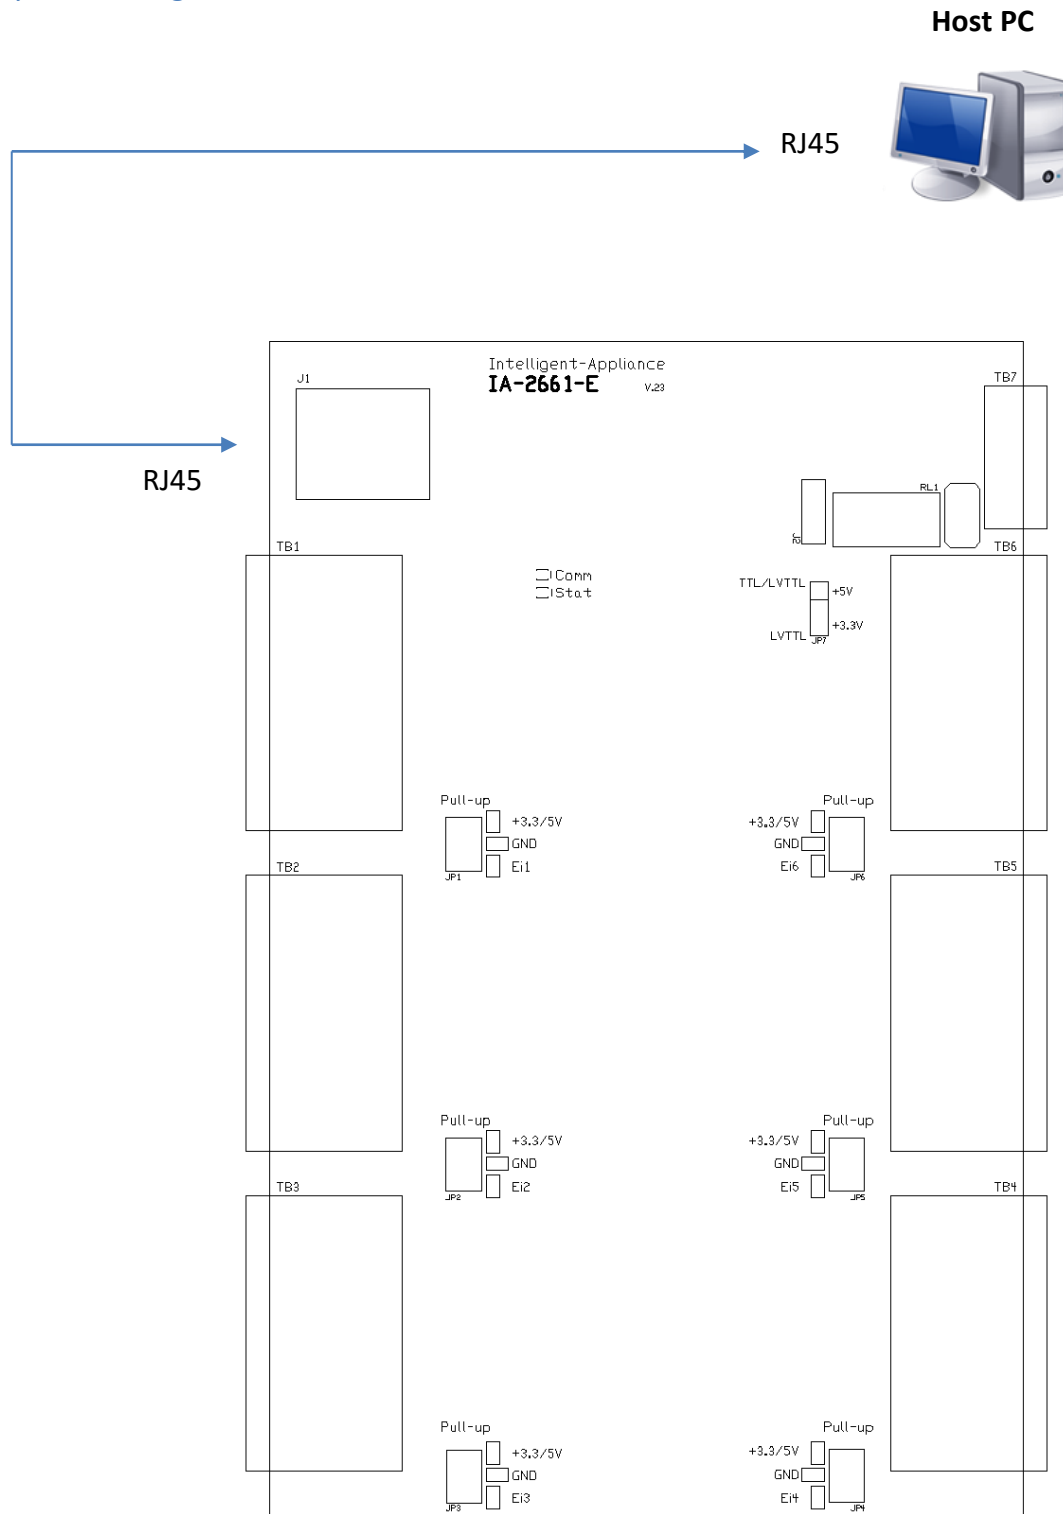 Host PC
RJ45
RJ45
Intelligent-Appliance
IA-2661-E V.23
J1
TB7
RL1
J2
TB1
TB6
Comm
Stat
TTL/LVTTL
+5V
+3.3V
LVTTL
JP7
Pull-up
+3.3/5V
GND
Ei1
JP1
Pull-up
+3.3/5V
GND
Ei6
JP6
TB2
TB5
Pull-up
+3.3/5V
GND
Ei2
JP2
Pull-up
+3.3/5V
GND
Ei5
JP5
TB3
TB4
Pull-up
+3.3/5V
GND
Ei3
JP3
Pull-up
+3.3/5V
GND
Ei4
JP4